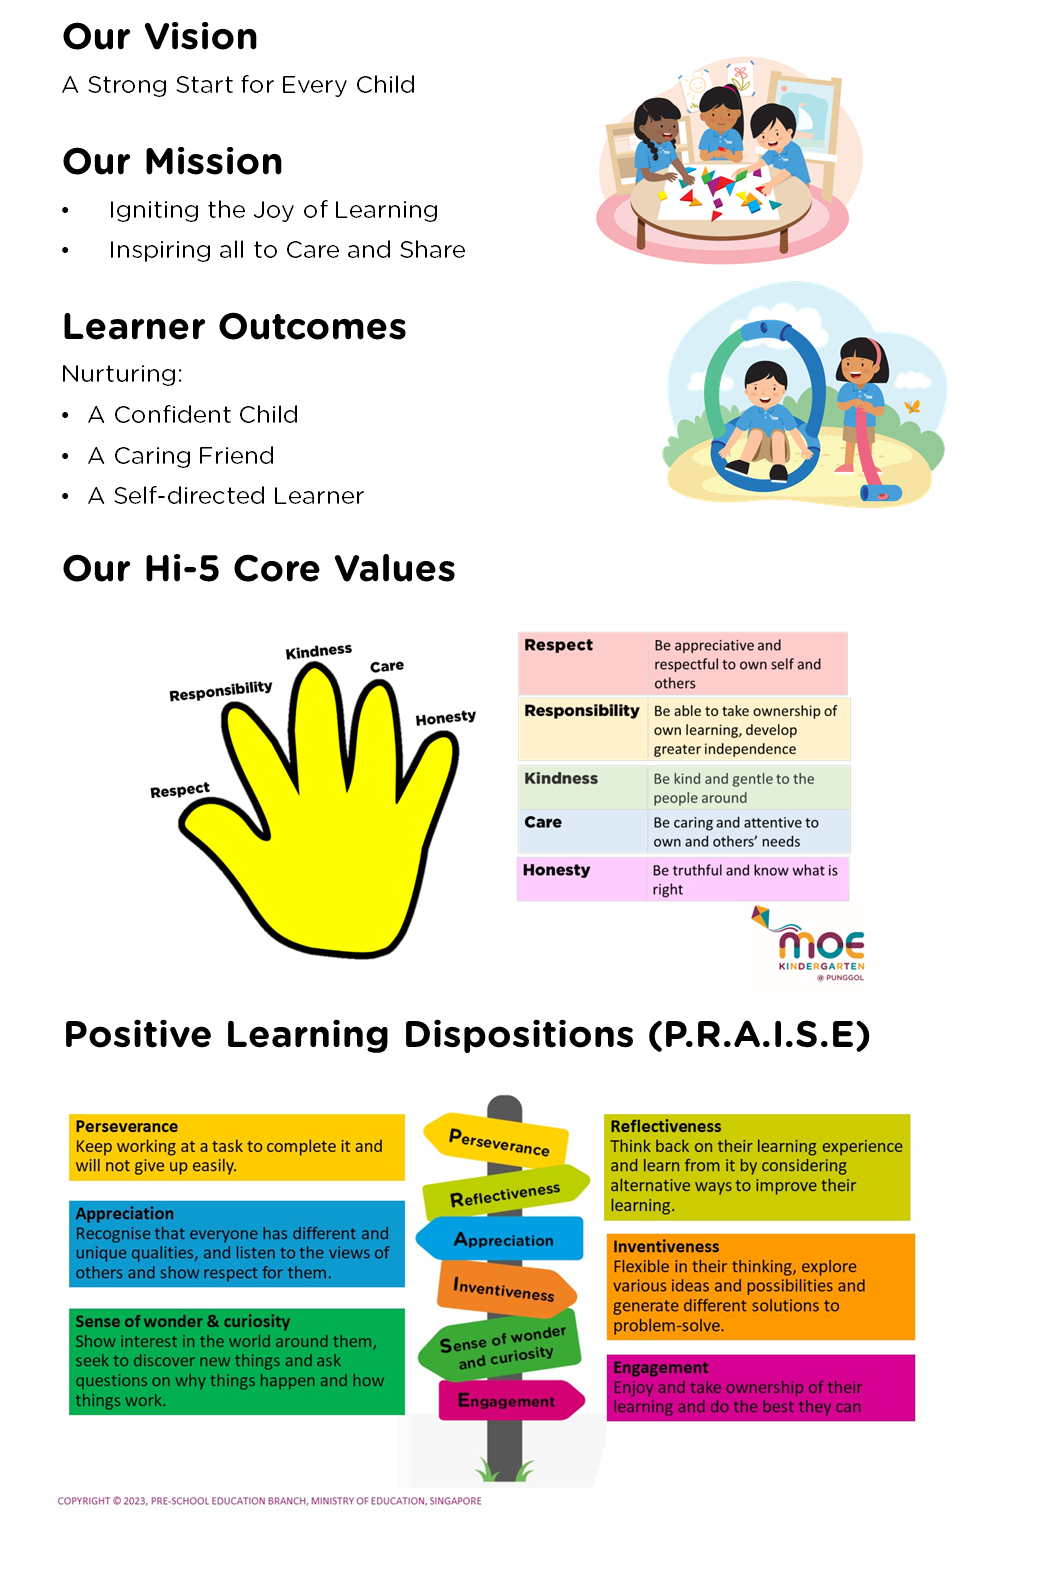 Our Vision
A Strong Start for Every Child
Our Mission
• Igniting the Joy of Learning
• Inspiring all to Care and Share
Learner Outcomes
Nurturing:
• A Confident Child
• A Caring Friend
• A Self-directed Learner
Our Hi-5 Core Values
Respect
Responsibility
Kindness
Care
Honesty
Respect
Be appreciative and
respectful to own self and
others
Responsibility
Be able to take ownership of
own learning, develop
greater independence
Kindness
Be kind and gentle to the
people around
Care
Be caring and attentive to
own and others' needs
Honesty
Be truthful and know what is
right
MOE
KINDERGARTEN
@ PUNGGOL
Positive Learning Dispositions (P.R.A.I.S.E)
Perseverance
Keep working at a task to complete it and
will not give up easily.
Appreciation
Recognise that everyone has different and
unique qualities, and listen to the views of
others and show respect for them.
Sense of wonder & curiosity
Show interest in the world around them,
seek to discover new things and ask
questions on why things happen and how
things work.
Perseverance
Reflectiveness
Appreciation
Inventiveness
Sense of wonder
and curiosity
Engagement
Reflectiveness
Think back on their learning experience
and learn from it by considering
alternative ways to improve their
learning.
Inventiveness
Flexible in their thinking, explore
various ideas and possibilities and
generate different solutions to
problem-solve.
Engagement
Enjoy and take ownership of their
learning and do the best they can
COPYRIGHT © 2023, PRE-SCHOOL EDUCATION BRANCH, MINISTRY OF EDUCATION, SINGAPORE